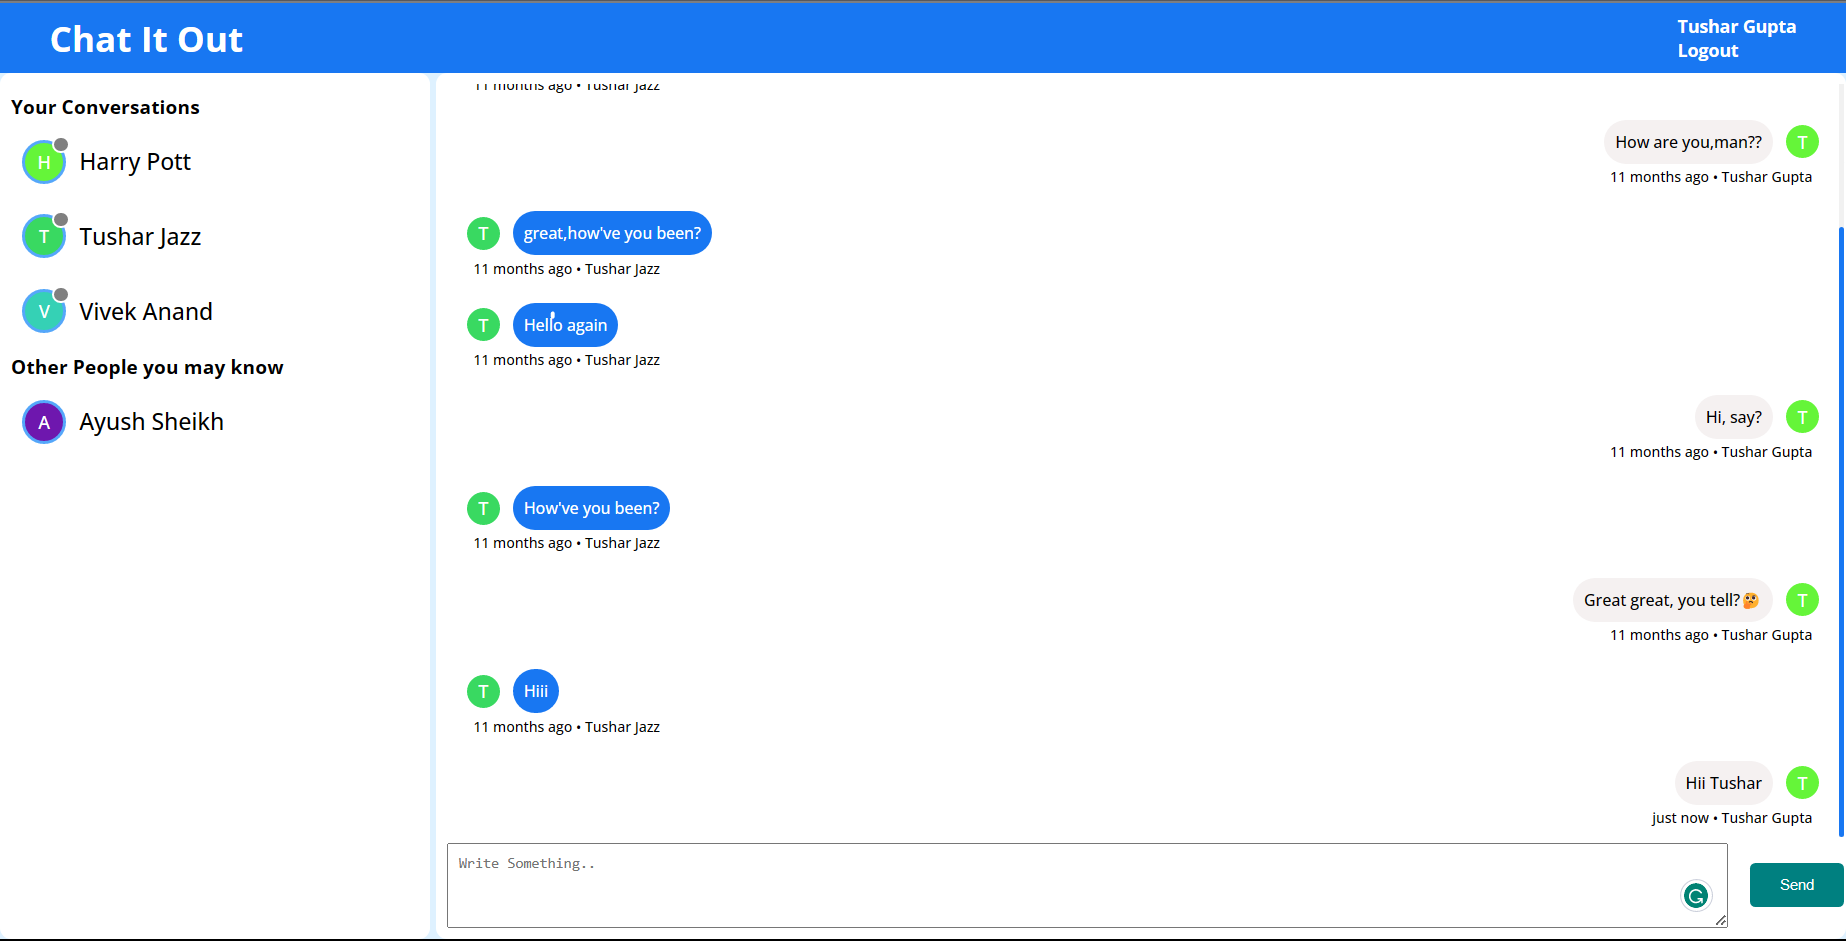 Chat It Out
Tushar Gupta
Logout
Your Conversations
H Harry Pott
T Tushar Jazz
V Vivek Anand
Other People you may know
A Ayush Sheikh
11 months ago • Tushar Jazz
How are you,man?? T
11 months ago • Tushar Gupta
T great,how've you been?
11 months ago • Tushar Jazz
T Hello again
11 months ago • Tushar Jazz
Hi, say? T
11 months ago • Tushar Gupta
T How've you been?
11 months ago • Tushar Jazz
Great great, you tell?🤔 T
11 months ago • Tushar Gupta
T Hiii
11 months ago • Tushar Jazz
Hii Tushar T
just now • Tushar Gupta
Write Something..
Send